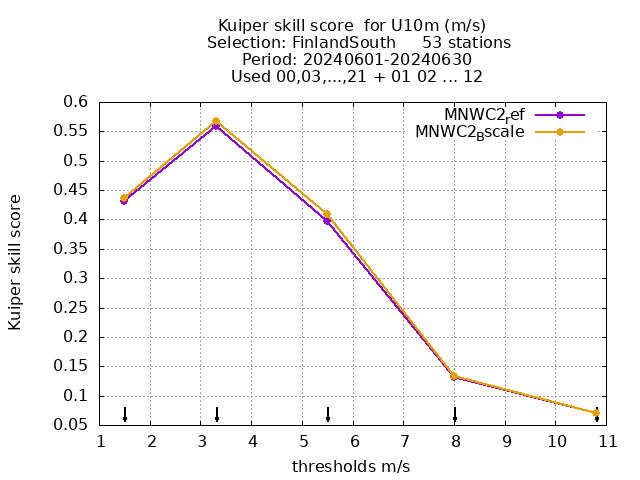 Kuiper skill score  for U10m (m/s)
Selection: FinlandSouth     53 stations
Period: 20240601-20240630
Used 00,03,...,21 + 01 02 ... 12
MNWC2_ref
MNWC2_Bscale
0.6
0.55
0.5
0.45
0.4
0.35
0.3
0.25
0.2
0.15
0.1
0.05
Kuiper skill score
1 2 3 4 5 6 7 8 9 10 11
thresholds m/s